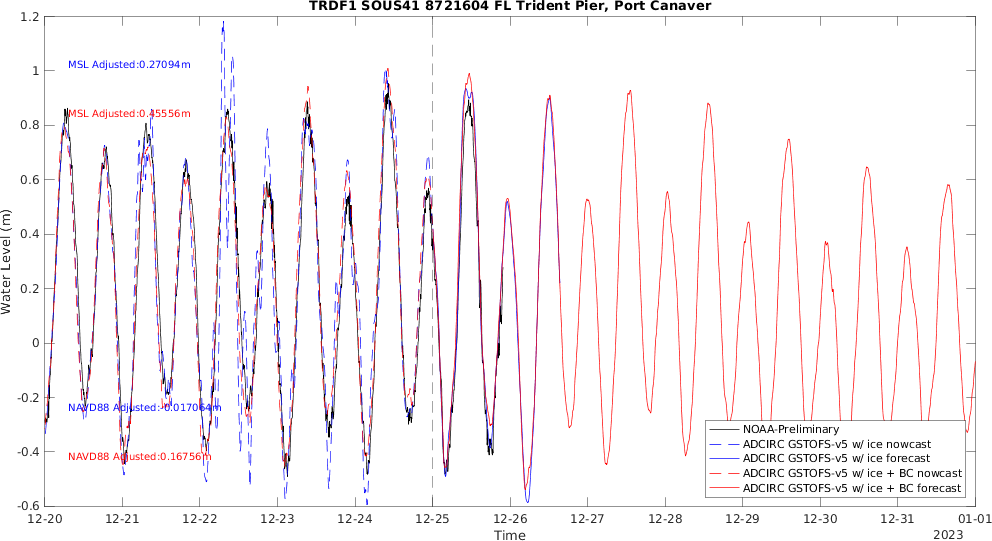 TRDF1 SOUS41 8721604 FL Trident Pier, Port Canaver
Water Level (m)
1.2
1
0.8
0.6
0.4
0.2
0
-0.2
-0.4
-0.6
MSL Adjusted:0.27094m
MSL Adjusted:0.45556m
NAVD88 Adjusted:-0.017064m
NAVD88 Adjusted:0.16756m
NOAA-Preliminary
ADCIRC GSTOFS-v5 w/ ice nowcast
ADCIRC GSTOFS-v5 w/ ice forecast
ADCIRC GSTOFS-v5 w/ ice + BC nowcast
ADCIRC GSTOFS-v5 w/ ice + BC forecast
12-20 12-21 12-22 12-23 12-24 12-25 12-26 12-27 12-28 12-29 12-30 12-31 01-01
Time
2023